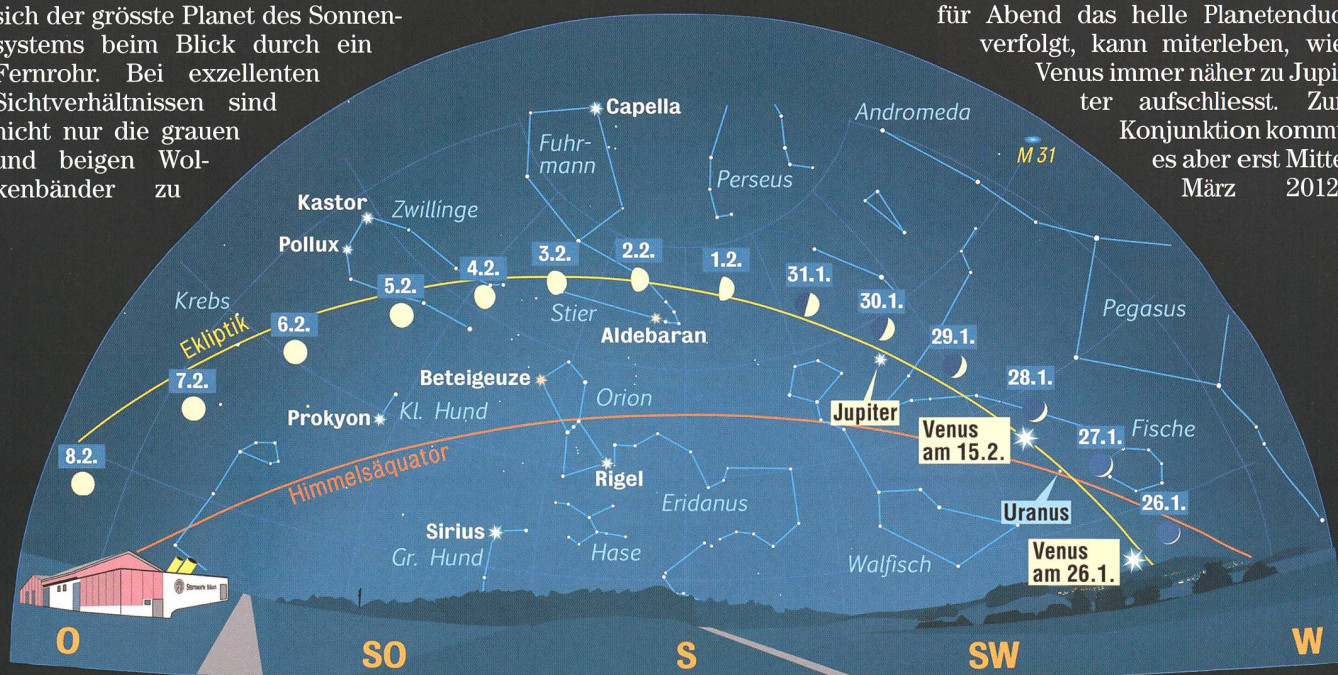 sich der grösste Planet des Sonnen-
systems beim Blick durch ein
Fernrohr. Bei exzellenten
Sichtverhältnissen sind
nicht nur die grauen
und beigen Wol-
kenbänder zu
für Abend das helle Planetenduo
verfolgt, kann miterleben, wie
Venus immer näher zu Jupi-
ter aufschliesst. Zur
Konjunktion kommt
es aber erst Mitte
März 2012
Capella
Fuhr-
mann
Perseus
Andromeda
M 31
Kastor
Zwillinge
Pollux
Krebs
Ekliptik
8.2.
7.2.
6.2.
5.2.
4.2.
3.2.
2.2.
1.2.
31.1.
30.1.
29.1.
28.1.
27.1.
26.1.
Stier
Aldebaran
Pegasus
Beteigeuze
Orion
Prokyon
Kl. Hund
Jupiter
Venus
am 15.2.
Fische
Himmelsäquator
Rigel
Eridanus
Uranus
Sirius
Gr. Hund
Hase
Walfisch
Venus
am 26.1.
Sternwarte Bülach
O
SO
S
SW
W